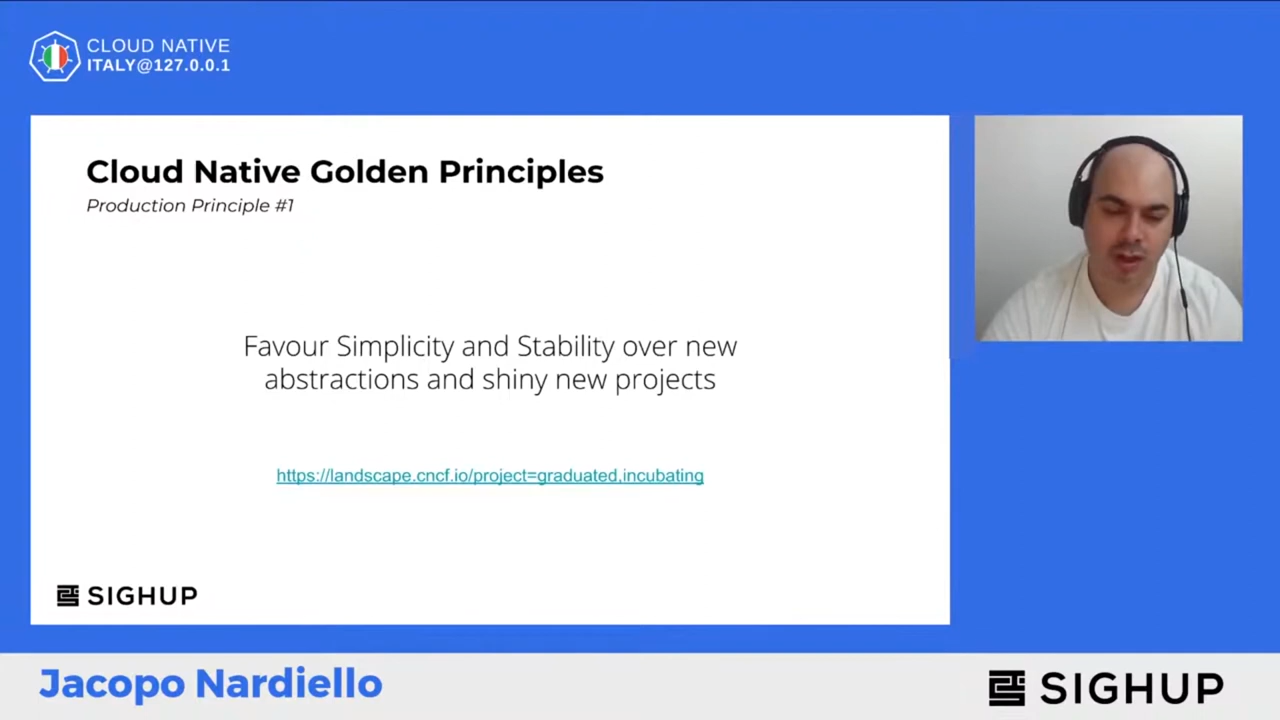 CLOUD NATIVE
ITALY@127.0.0.1
Cloud Native Golden Principles
Production Principle #1
Favour Simplicity and Stability over new
abstractions and shiny new projects
https://landscape.cncf.io/project=graduated,incubating
SIGHUP
Jacopo Nardiello
SIGHUP